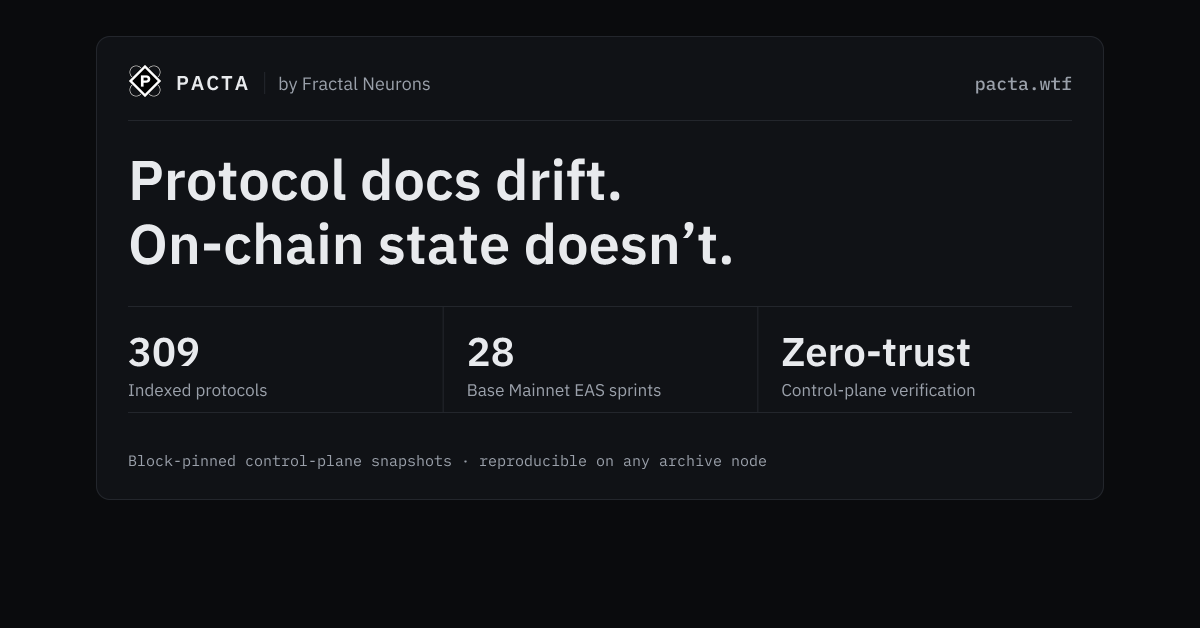 P PACTA by Fractal Neurons pacta.wtf
Protocol docs drift.
On-chain state doesn’t.
309 28 Zero-trust
Indexed protocols Base Mainnet EAS sprints Control-plane verification
Block-pinned control-plane snapshots · reproducible on any archive node